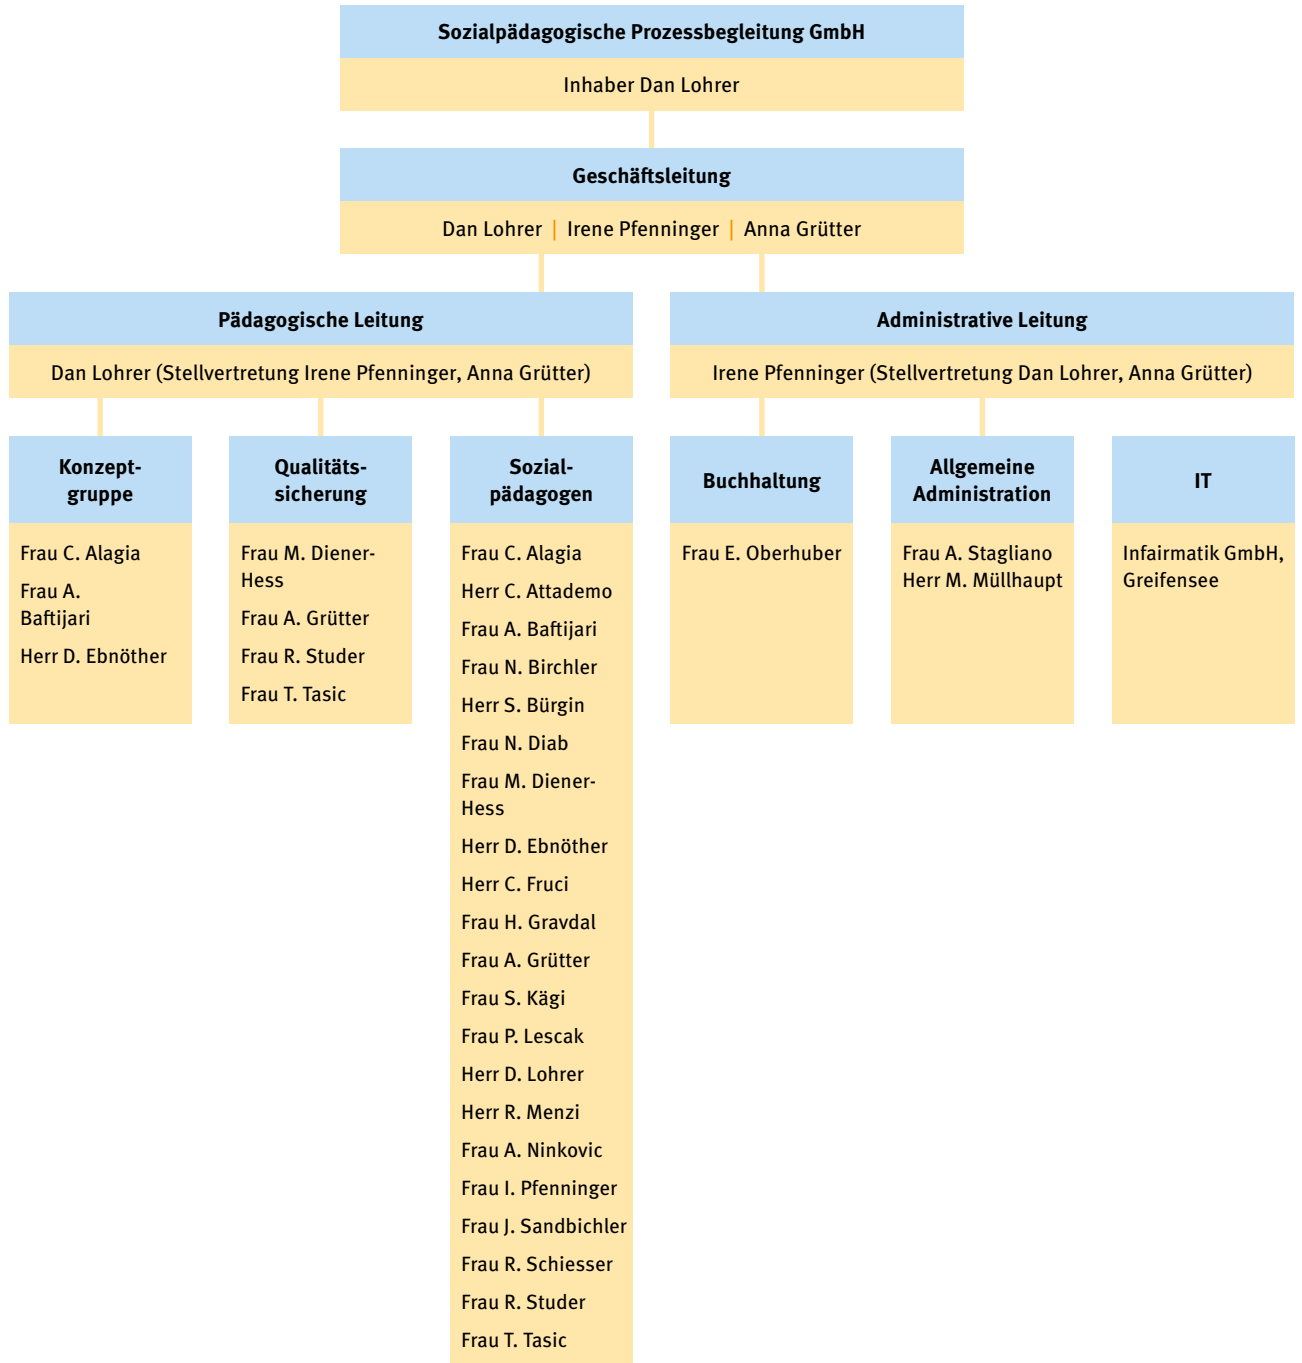 Sozialpädagogische Prozessbegleitung GmbH
Inhaber Dan Lohrer
Geschäftsleitung
Dan Lohrer | Irene Pfenninger | Anna Grütter
Pädagogische Leitung
Dan Lohrer (Stellvertretung Irene Pfenninger, Anna Grütter)
Administrative Leitung
Irene Pfenninger (Stellvertretung Dan Lohrer, Anna Grütter)
Konzept-
gruppe
Frau C. Alagia
Frau A.
Baftijari
Herr D. Ebnöther
Qualitäts-
sicherung
Frau M. Diener-
Hess
Frau A. Grütter
Frau R. Studer
Frau T. Tasic
Sozial-
pädagogen
Frau C. Alagia
Herr C. Attademo
Frau A. Baftijari
Frau N. Birchler
Herr S. Bürgin
Frau N. Diab
Frau M. Diener-
Hess
Herr D. Ebnöther
Herr C. Fruci
Frau H. Gravdal
Frau A. Grütter
Frau S. Kägi
Frau P. Lescak
Herr D. Lohrer
Herr R. Menzi
Frau A. Ninkovic
Frau I. Pfenninger
Frau J. Sandbichler
Frau R. Schiesser
Frau R. Studer
Frau T. Tasic
Buchhaltung
Frau E. Oberhuber
Allgemeine
Administration
Frau A. Stagliano
Herr M. Müllhaupt
IT
Infairmatik GmbH,
Greifensee